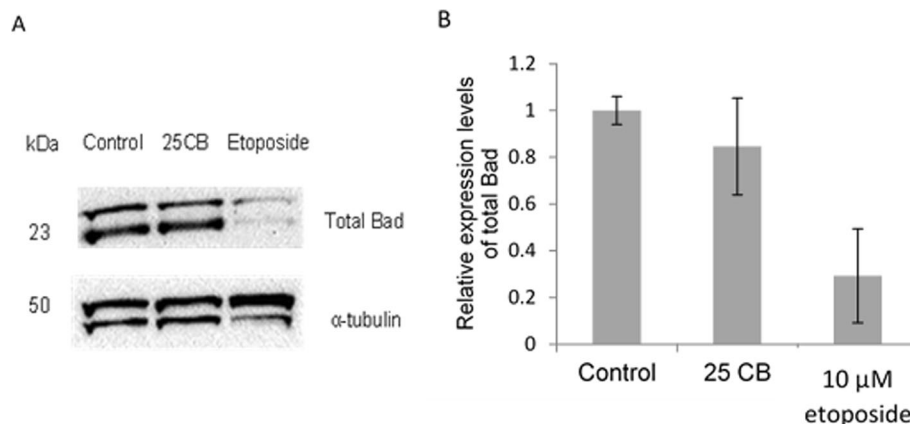 A
kDa Control 25CB Etoposide
23 Total Bad
50 α-tubulin
B
Relative expression levels
of total Bad
1.2
1
0.8
0.6
0.4
0.2
0
Control 25 CB 10 µM
etoposide